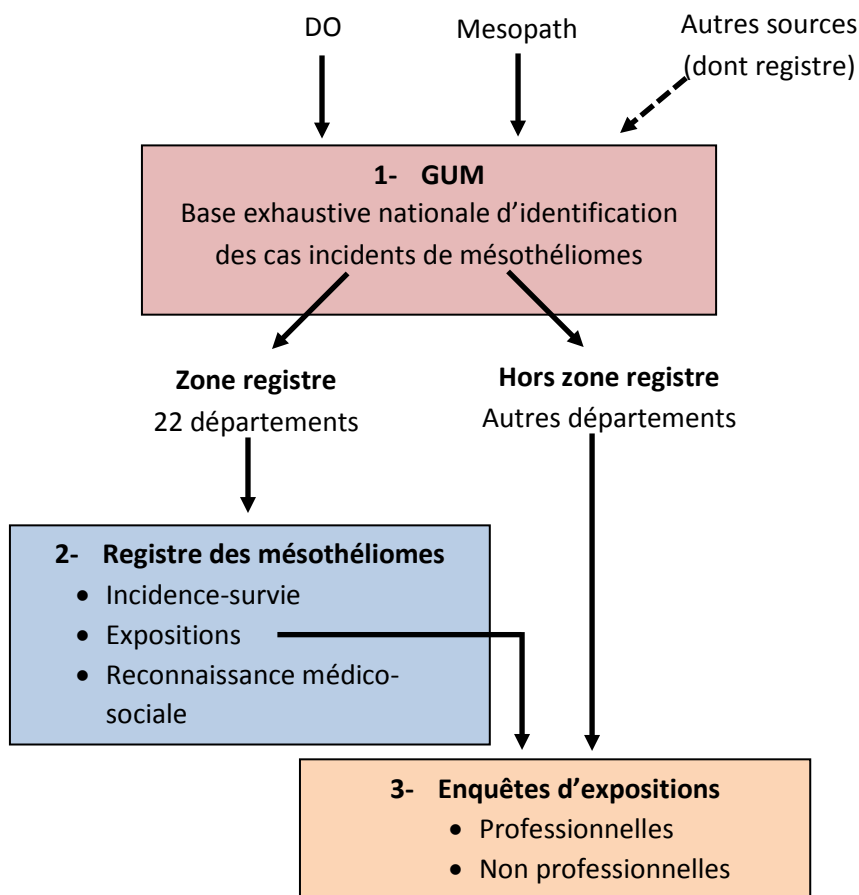 DO
Mesopath
Autres sources
(dont registre)
1- GUM
Base exhaustive nationale d’identification
des cas incidents de mésothéliomes
Zone registre
22 départements
Hors zone registre
Autres départements
2- Registre des mésothéliomes
• Incidence-survie
• Expositions
• Reconnaissance médico-
sociale
3- Enquêtes d’expositions
• Professionnelles
• Non professionnelles